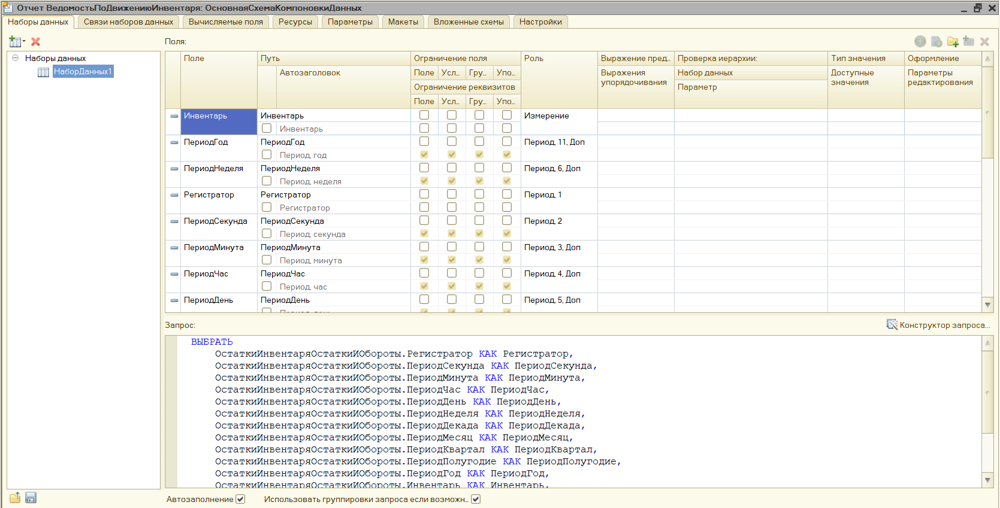 Отчет ВедомостьПоДвижениюИнвентаря: ОсновнаяСхемаКомпоновкиДанных
Наборы данных Связи наборов данных Вычисляемые поля Ресурсы Параметры Макеты Вложенные схемы Настройки
Поля:
Наборы данных
НаборДанных1
Поле Путь Ограничение поля Роль Выражение пред... Проверка иерархии: Тип значения Оформление
Автозаголовок Поле Усл... Гру... Упо... Выражения упорядочивания Набор данных Доступные значения Параметры редактирования
Ограничение реквизитов Параметр
Поле Усл... Гру... Упо...
Инвентарь Инвентарь Измерение
Инвентарь
ПериодГод ПериодГод Период, 11, Доп
Период, год
ПериодНеделя ПериодНеделя Период, 6, Доп
Период, неделя
Регистратор Регистратор Период, 1
Регистратор
ПериодСекунда ПериодСекунда Период, 2
Период, секунда
ПериодМинута ПериодМинута Период, 3, Доп
Период, минута
ПериодЧас ПериодЧас Период, 4, Доп
Период, час
ПериодДень ПериодДень Период, 5, Доп
Запрос: Конструктор запроса...
ВЫБРАТЬ
ОстаткиИнвентаряОстаткиИОбороты.Регистратор КАК Регистратор,
ОстаткиИнвентаряОстаткиИОбороты.ПериодСекунда КАК ПериодСекунда,
ОстаткиИнвентаряОстаткиИОбороты.ПериодМинута КАК ПериодМинута,
ОстаткиИнвентаряОстаткиИОбороты.ПериодЧас КАК ПериодЧас,
ОстаткиИнвентаряОстаткиИОбороты.ПериодДень КАК ПериодДень,
ОстаткиИнвентаряОстаткиИОбороты.ПериодНеделя КАК ПериодНеделя,
ОстаткиИнвентаряОстаткиИОбороты.ПериодДекада КАК ПериодДекада,
ОстаткиИнвентаряОстаткиИОбороты.ПериодМесяц КАК ПериодМесяц,
ОстаткиИнвентаряОстаткиИОбороты.ПериодКвартал КАК ПериодКвартал,
ОстаткиИнвентаряОстаткиИОбороты.ПериодПолугодие КАК ПериодПолугодие,
ОстаткиИнвентаряОстаткиИОбороты.ПериодГод КАК ПериодГод,
ОстаткиИнвентаряОстаткиИОбороты.Инвентарь КАК Инвентарь,
Автозаполнение Использовать группировки запроса если возможн...